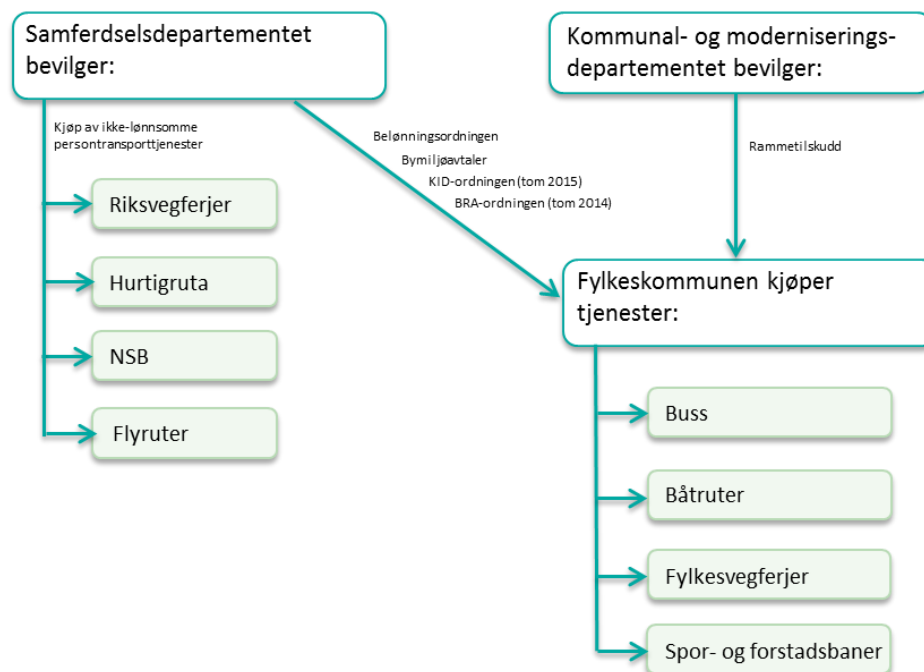 Samferdselsdepartementet
bevilger:
Kommunal- og moderniserings-
departementet bevilger:
Kjøp av ikke-lønnsomme
persontransporttjenester
Belønningsordningen
Bymiljøavtaler
KID-ordningen (tom 2015)
BRA-ordningen (tom 2014)
Rammetilskudd
Riksvegferjer
Hurtigruta
NSB
Flyruter
Fylkeskommunen kjøper
tjenester:
Buss
Båtruter
Fylkesvegferjer
Spor- og forstadsbaner